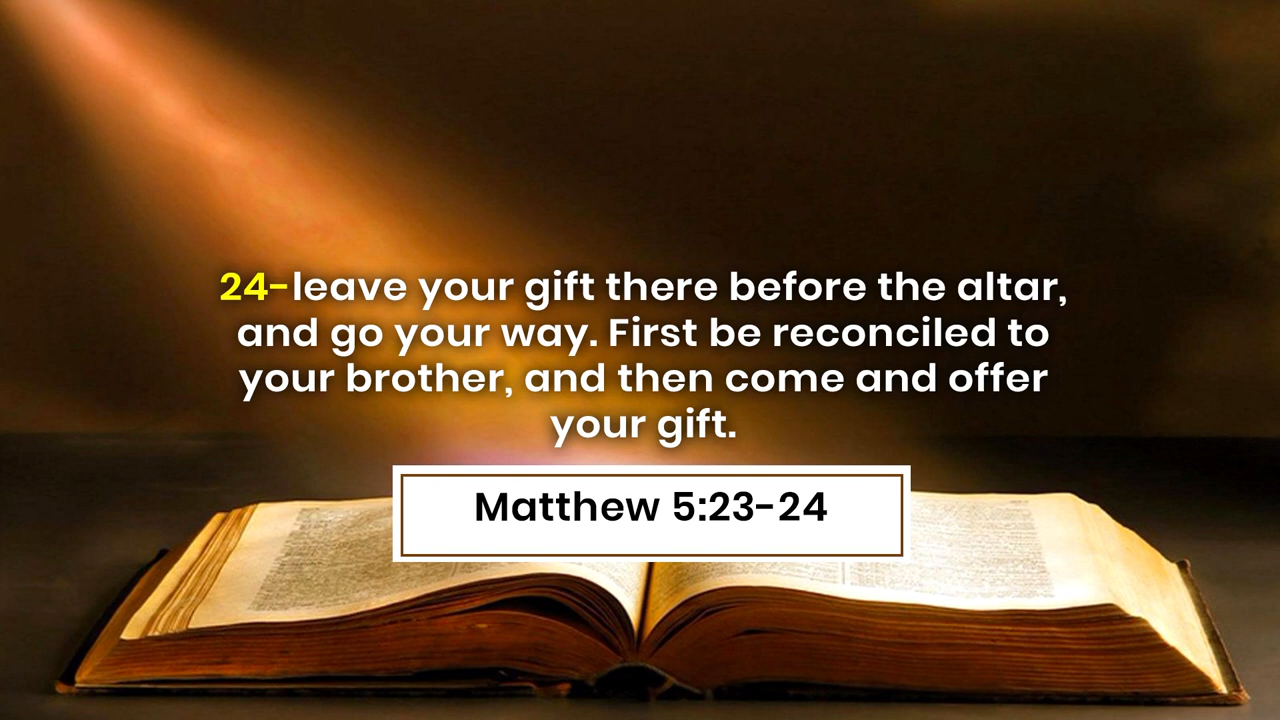 24-leave your gift there before the altar,
and go your way. First be reconciled to
your brother, and then come and offer
your gift.
Matthew 5:23-24